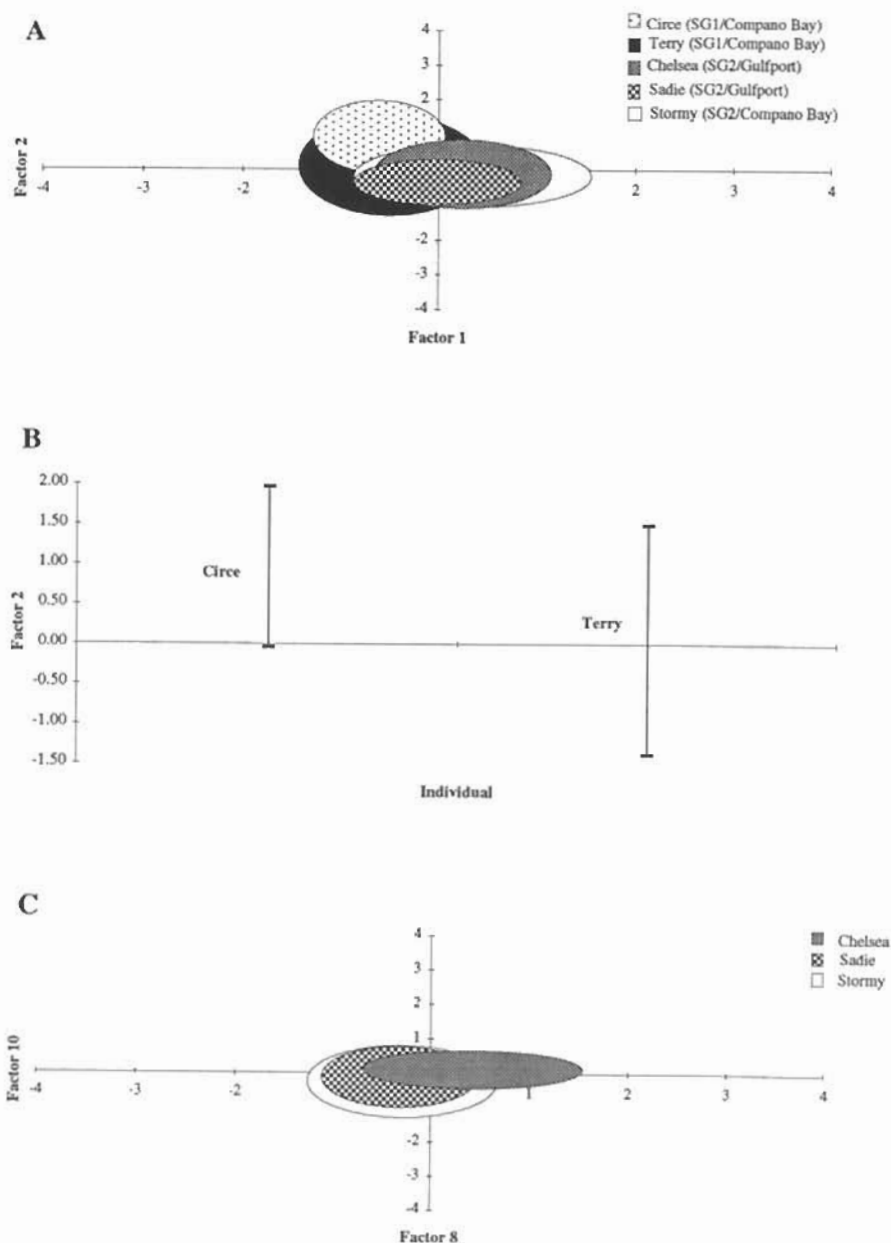 A
4
3
2
Circe (SG1/Compano Bay)
Terry (SG1/Compano Bay)
Chelsea (SG2/Gulfport)
Sadie (SG2/Gulfport)
Stormy (SG2/Compano Bay)
Factor 2
-4 -3 -2 2 3 4
-2
-3
-4
Factor 1
B
2.00
1.50
1.00
0.50
0.00
-0.50
-1.00
-1.50
Factor 2
Circe
Terry
Individual
C
4
3
2
1
Chelsea
Sadie
Stormy
Factor 10
-4 -3 -2 1 2 3 4
-2
-3
-4
Factor 8